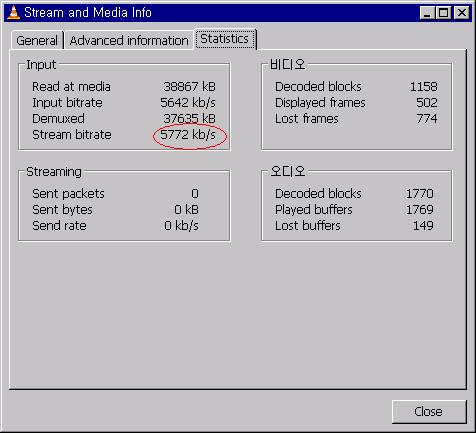 Stream and Media Info
General Advanced information Statistics
Input
Read at media 38867 kB
Input bitrate 5642 kb/s
Demuxed 37635 kB
Stream bitrate 5772 kb/s
비디오
Decoded blocks 1158
Displayed frames 502
Lost frames 774
Streaming
Sent packets 0
Sent bytes 0 kB
Send rate 0 kb/s
오디오
Decoded blocks 1770
Played buffers 1769
Lost buffers 149
Close